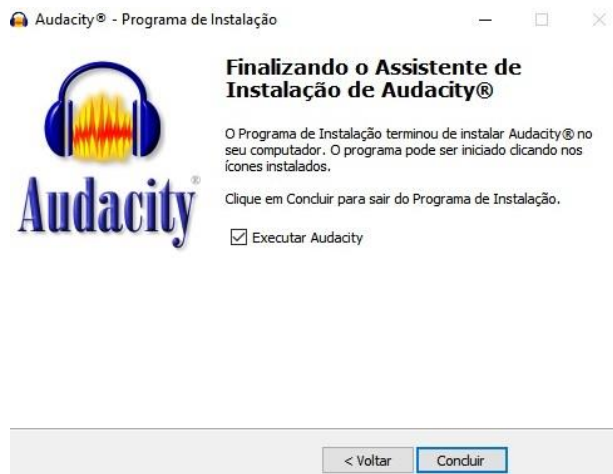 Audacity® - Programa de Instalação
Finalizando o Assistente de
Instalação de Audacity®
O Programa de Instalação terminou de instalar Audacity® no
seu computador. O programa pode ser iniciado clicando nos
ícones instalados.
Clique em Concluir para sair do Programa de Instalação.
Executar Audacity
Audacity®
< Voltar
Concluir